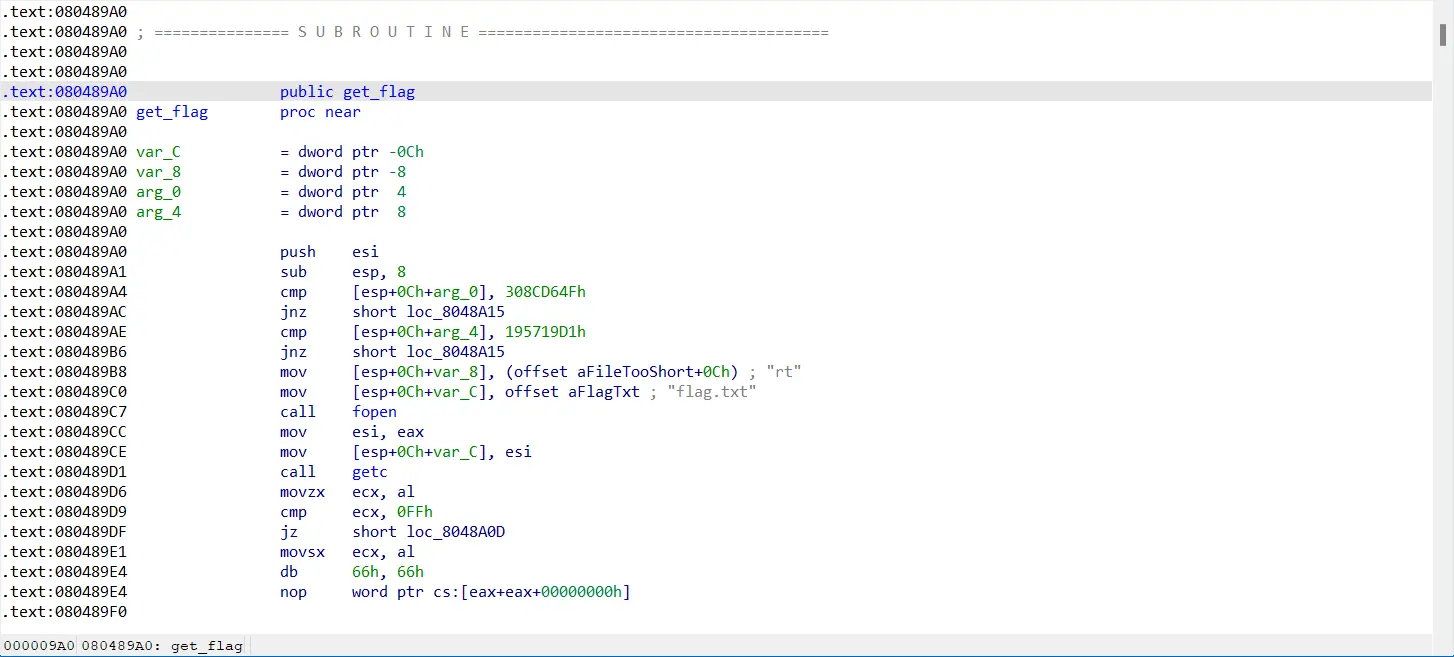 .text:080489A0
.text:080489A0 ; =============== S U B R O U T I N E =======================================
.text:080489A0
.text:080489A0
.text:080489A0                 public get_flag
.text:080489A0 get_flag        proc near
.text:080489A0
.text:080489A0 var_C           = dword ptr -0Ch
.text:080489A0 var_8           = dword ptr -8
.text:080489A0 arg_0           = dword ptr  4
.text:080489A0 arg_4           = dword ptr  8
.text:080489A0
.text:080489A0                 push    esi
.text:080489A1                 sub     esp, 8
.text:080489A4                 cmp     [esp+0Ch+arg_0], 308CD64Fh
.text:080489AC                 jnz     short loc_8048A15
.text:080489AE                 cmp     [esp+0Ch+arg_4], 195719D1h
.text:080489B6                 jnz     short loc_8048A15
.text:080489B8                 mov     [esp+0Ch+var_8], (offset aFileTooShort+0Ch) ; "rt"
.text:080489C0                 mov     [esp+0Ch+var_C], offset aFlagTxt ; "flag.txt"
.text:080489C7                 call    fopen
.text:080489CC                 mov     esi, eax
.text:080489CE                 mov     [esp+0Ch+var_C], esi
.text:080489D1                 call    getc
.text:080489D6                 movzx   ecx, al
.text:080489D9                 cmp     ecx, 0FFh
.text:080489DF                 jz      short loc_8048A0D
.text:080489E1                 movsx   ecx, al
.text:080489E4                 db      66h, 66h
.text:080489E4                 nop     word ptr cs:[eax+eax+00000000h]
.text:080489F0
000009A0 080489A0: get_flag